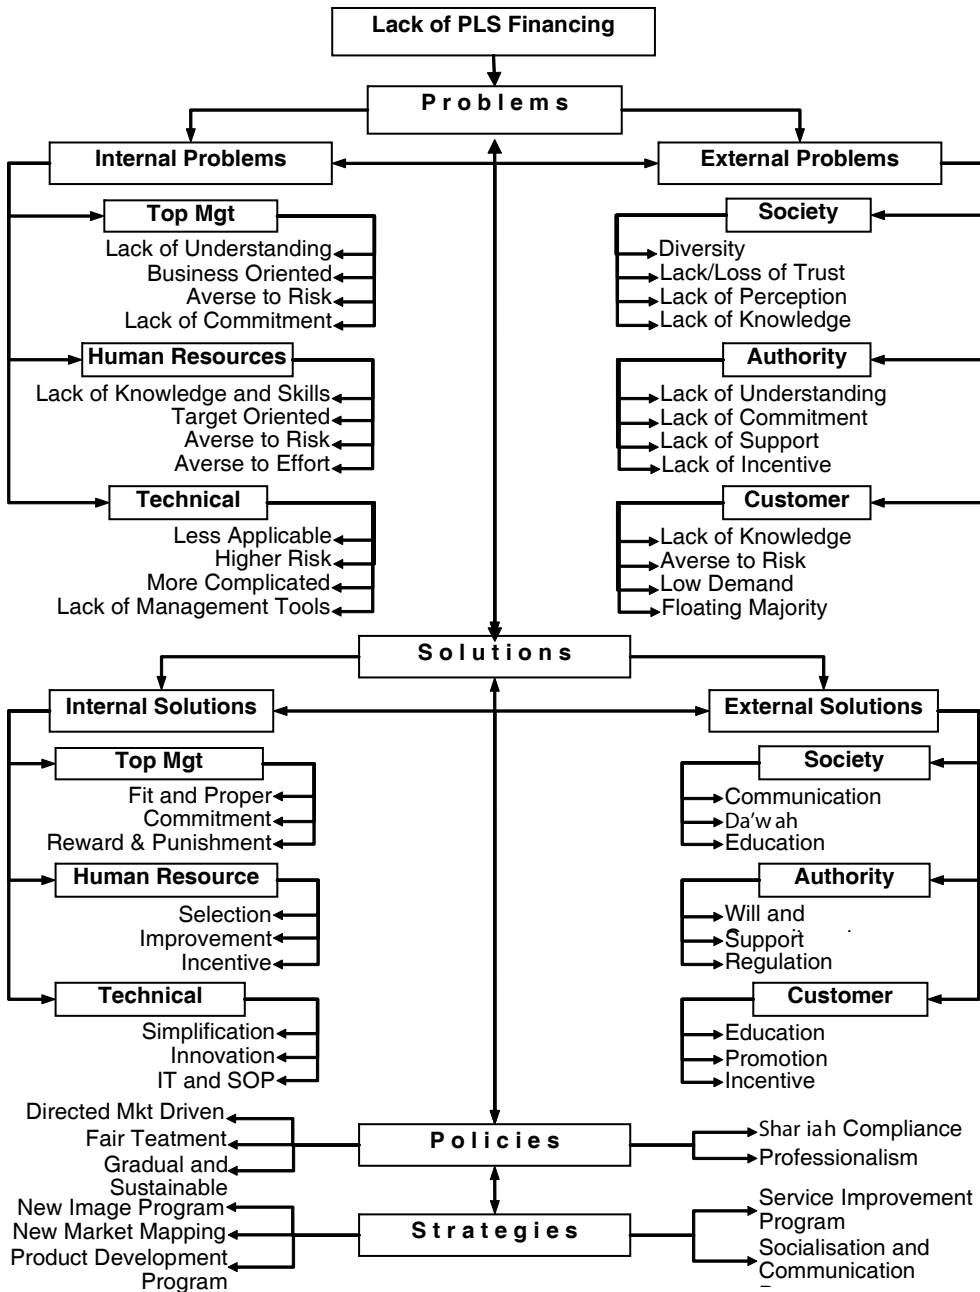 Lack of PLS Financing
Problems
Internal Problems
External Problems
Top Mgt
Lack of Understanding
Business Oriented
Averse to Risk
Lack of Commitment
Human Resources
Lack of Knowledge and Skills
Target Oriented
Averse to Risk
Averse to Effort
Technical
Less Applicable
Higher Risk
More Complicated
Lack of Management Tools
Society
Diversity
Lack/Loss of Trust
Lack of Perception
Lack of Knowledge
Authority
Lack of Understanding
Lack of Commitment
Lack of Support
Lack of Incentive
Customer
Lack of Knowledge
Averse to Risk
Low Demand
Floating Majority
Solutions
Internal Solutions
External Solutions
Top Mgt
Fit and Proper
Commitment
Reward & Punishment
Human Resource
Selection
Improvement
Incentive
Technical
Simplification
Innovation
IT and SOP
Society
Communication
Da'wah
Education
Authority
Will and
Support
Regulation
Customer
Education
Promotion
Incentive
Policies
Directed Mkt Driven
Fair Teatment
Gradual and
Sustainable
Shar iah Compliance
Professionalism
Strategies
New Image Program
New Market Mapping
Product Development
Program
Service Improvement
Program
Socialisation and
Communication